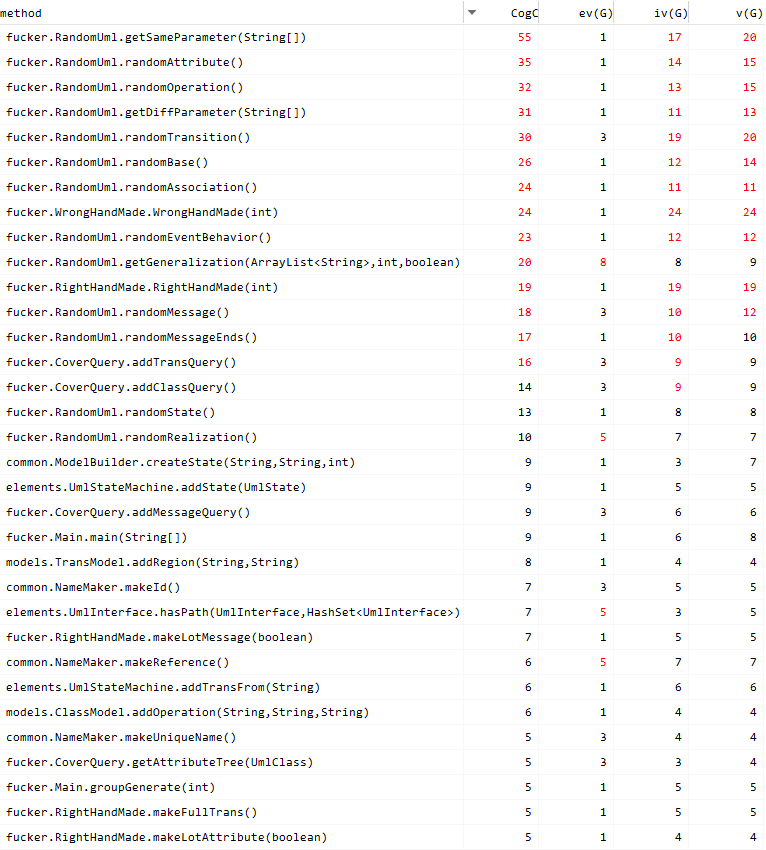 method CogC ev(G) iv(G) v(G)
fucker.RandomUml.getSameParameter(String[]) 55 1 17 20
fucker.RandomUml.randomAttribute() 35 1 14 15
fucker.RandomUml.randomOperation() 32 1 13 15
fucker.RandomUml.getDiffParameter(String[]) 31 1 11 13
fucker.RandomUml.randomTransition() 30 3 19 20
fucker.RandomUml.randomBase() 26 1 12 14
fucker.RandomUml.randomAssociation() 24 1 11 11
fucker.WrongHandMade.WrongHandMade(int) 24 1 24 24
fucker.RandomUml.randomEventBehavior() 23 1 12 12
fucker.RandomUml.getGeneralization(ArrayList<String>,int,boolean) 20 8 8 9
fucker.RightHandMade.RightHandMade(int) 19 1 19 19
fucker.RandomUml.randomMessage() 18 3 10 12
fucker.RandomUml.randomMessageEnds() 17 1 10 10
fucker.CoverQuery.addTransQuery() 16 3 9 9
fucker.CoverQuery.addClassQuery() 14 3 9 9
fucker.RandomUml.randomState() 13 1 8 8
fucker.RandomUml.randomRealization() 10 5 7 7
common.ModelBuilder.createState(String,String,int) 9 1 3 7
elements.UmlStateMachine.addState(UmlState) 9 1 5 5
fucker.CoverQuery.addMessageQuery() 9 3 6 6
fucker.Main.main(String[]) 9 1 6 8
models.TransModel.addRegion(String,String) 8 1 4 4
common.NameMaker.makeId() 7 3 5 5
elements.UmlInterface.hasPath(UmlInterface,HashSet<UmlInterface>) 7 5 3 5
fucker.RightHandMade.makeLotMessage(boolean) 7 1 5 5
common.NameMaker.makeReference() 6 5 7 7
elements.UmlStateMachine.addTransFrom(String) 6 1 6 6
models.ClassModel.addOperation(String,String,String) 6 1 4 4
common.NameMaker.makeUniqueName() 5 3 4 4
fucker.CoverQuery.getAttributeTree(UmlClass) 5 3 3 4
fucker.Main.groupGenerate(int) 5 1 5 5
fucker.RightHandMade.makeFullTrans() 5 1 5 5
fucker.RightHandMade.makeLotAttribute(boolean) 5 1 4 4